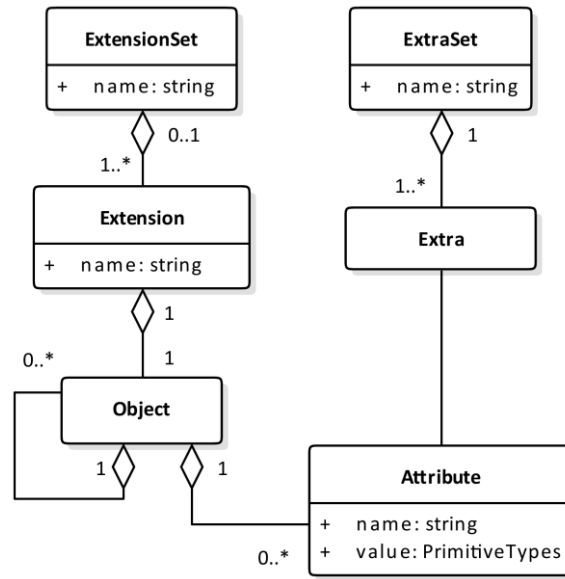 ExtensionSet
+ name: string
0..1
1..*
Extension
+ name: string
1
1
0..*
Object
1
1
0..*
ExtraSet
+ name: string
1
1..*
Extra
Attribute
+ name: string
+ value: PrimitiveTypes